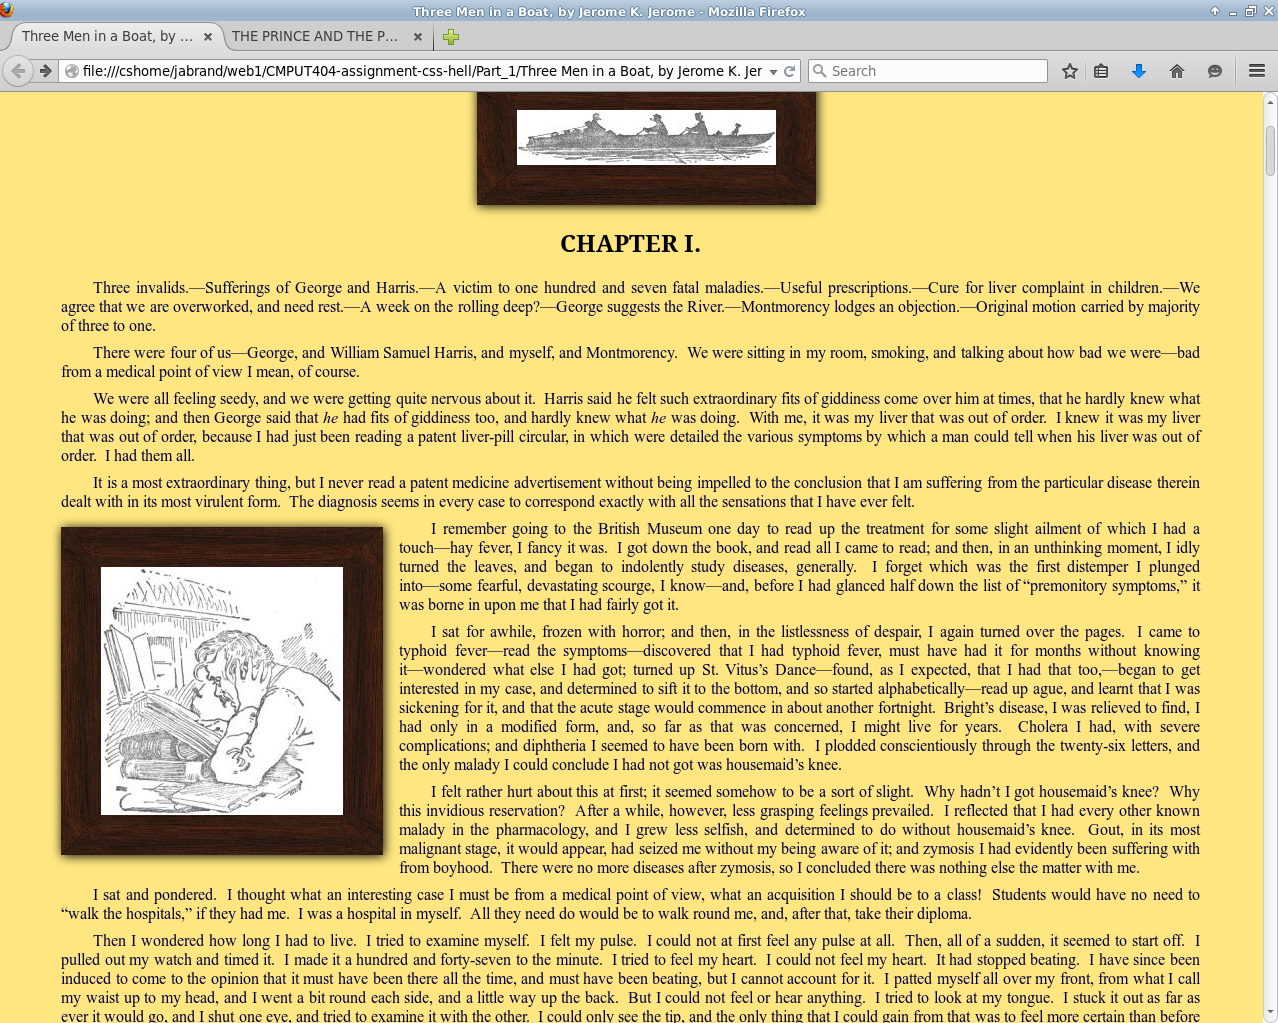 Three Men in a Boat, by Jerome K. Jerome - Mozilla Firefox
Three Men in a Boat, by ...
THE PRINCE AND THE P...
file:///cshome/jabrand/web1/CMPUT404-assignment-css-hell/Part_1/Three Men in a Boat, by Jerome K. Jer
Search
CHAPTER I.
Three invalids.—Sufferings of George and Harris.—A victim to one hundred and seven fatal maladies.—Useful prescriptions.—Cure for liver complaint in children.—We
agree that we are overworked, and need rest.—A week on the rolling deep?—George suggests the River.—Montmorency lodges an objection.—Original motion carried by majority
of three to one.
There were four of us—George, and William Samuel Harris, and myself, and Montmorency.  We were sitting in my room, smoking, and talking about how bad we were—bad
from a medical point of view I mean, of course.
We were all feeling seedy, and we were getting quite nervous about it.  Harris said he felt such extraordinary fits of giddiness come over him at times, that he hardly knew what
he was doing; and then George said that he had fits of giddiness too, and hardly knew what he was doing.  With me, it was my liver that was out of order.  I knew it was my liver
that was out of order, because I had just been reading a patent liver-pill circular, in which were detailed the various symptoms by which a man could tell when his liver was out of
order.  I had them all.
It is a most extraordinary thing, but I never read a patent medicine advertisement without being impelled to the conclusion that I am suffering from the particular disease therein
dealt with in its most virulent form.  The diagnosis seems in every case to correspond exactly with all the sensations that I have ever felt.
I remember going to the British Museum one day to read up the treatment for some slight ailment of which I had a
touch—hay fever, I fancy it was.  I got down the book, and read all I came to read; and then, in an unthinking moment, I idly
turned the leaves, and began to indolently study diseases, generally.  I forget which was the first distemper I plunged
into—some fearful, devastating scourge, I know—and, before I had glanced half down the list of “premonitory symptoms,” it
was borne in upon me that I had fairly got it.
I sat for awhile, frozen with horror; and then, in the listlessness of despair, I again turned over the pages.  I came to
typhoid fever—read the symptoms—discovered that I had typhoid fever, must have had it for months without knowing
it—wondered what else I had got; turned up St. Vitus’s Dance—found, as I expected, that I had that too,—began to get
interested in my case, and determined to sift it to the bottom, and so started alphabetically—read up ague, and learnt that I was
sickening for it, and that the acute stage would commence in about another fortnight.  Bright’s disease, I was relieved to find, I
had only in a modified form, and, so far as that was concerned, I might live for years.  Cholera I had, with severe
complications; and diphtheria I seemed to have been born with.  I plodded conscientiously through the twenty-six letters, and
the only malady I could conclude I had not got was housemaid’s knee.
I felt rather hurt about this at first; it seemed somehow to be a sort of slight.  Why hadn’t I got housemaid’s knee?  Why
this invidious reservation?  After a while, however, less grasping feelings prevailed.  I reflected that I had every other known
malady in the pharmacology, and I grew less selfish, and determined to do without housemaid’s knee.  Gout, in its most
malignant stage, it would appear, had seized me without my being aware of it; and zymosis I had evidently been suffering with
from boyhood.  There were no more diseases after zymosis, so I concluded there was nothing else the matter with me.
I sat and pondered.  I thought what an interesting case I must be from a medical point of view, what an acquisition I should be to a class!  Students would have no need to
“walk the hospitals,” if they had me.  I was a hospital in myself.  All they need do would be to walk round me, and, after that, take their diploma.
Then I wondered how long I had to live.  I tried to examine myself.  I felt my pulse.  I could not at first feel any pulse at all.  Then, all of a sudden, it seemed to start off.  I
pulled out my watch and timed it.  I made it a hundred and forty-seven to the minute.  I tried to feel my heart.  I could not feel my heart.  It had stopped beating.  I have since been
induced to come to the opinion that it must have been there all the time, and must have been beating, but I cannot account for it.  I patted myself all over my front, from what I call
my waist up to my head, and I went a bit round each side, and a little way up the back.  But I could not feel or hear anything.  I tried to look at my tongue.  I stuck it out as far as
ever it would go, and I shut one eye, and tried to examine it with the other.  I could only see the tip, and the only thing that I could gain from that was to feel more certain than before